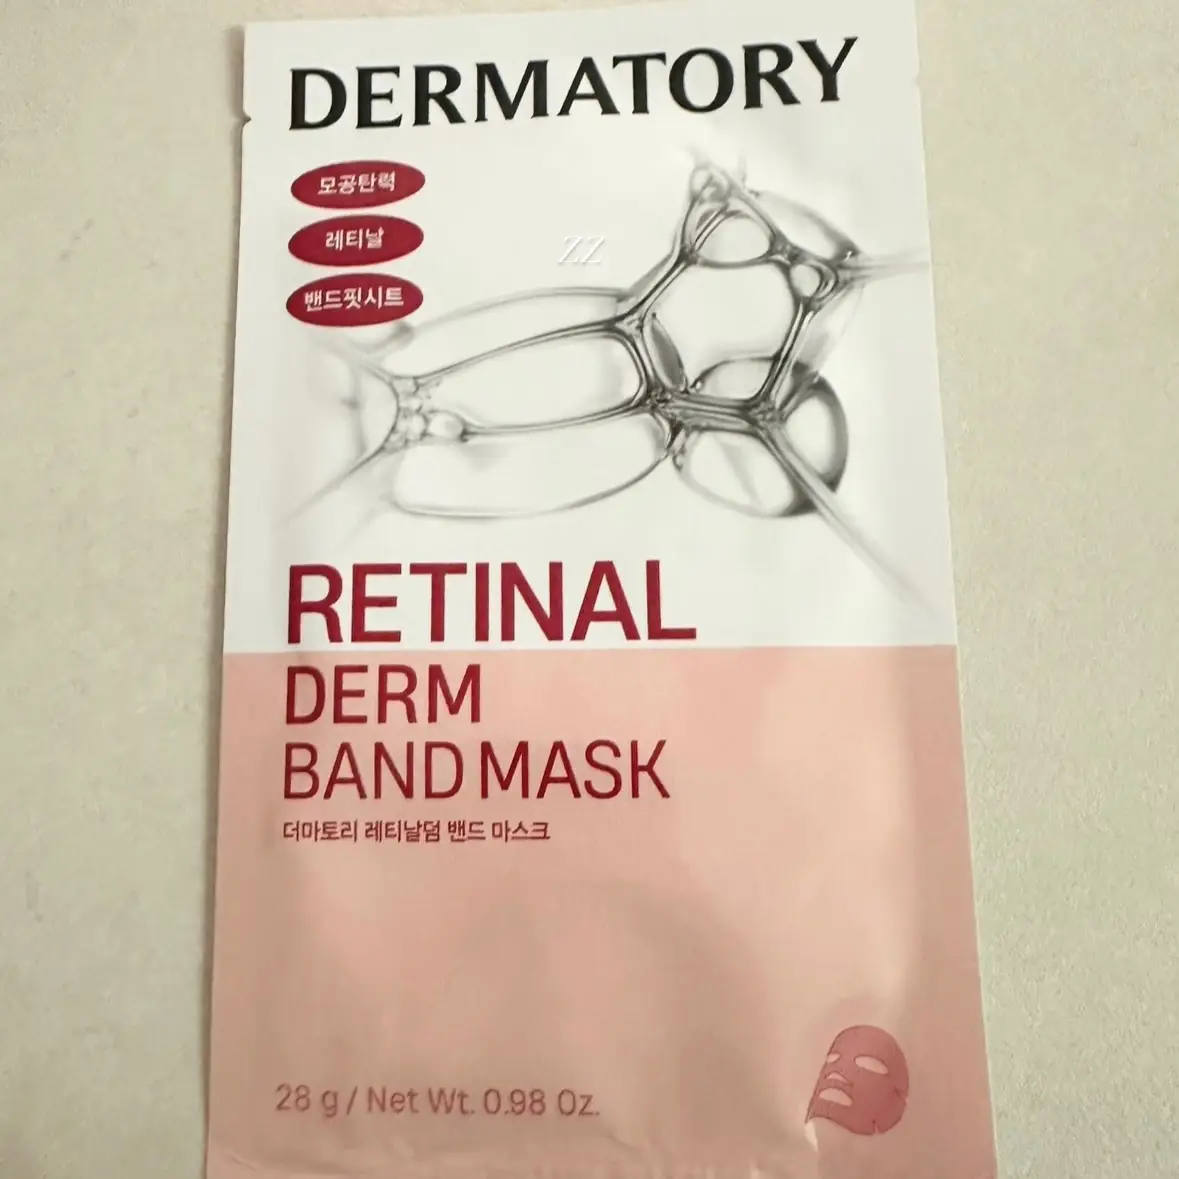 DERMATORY
모공탄력
레티날
ZZ
밴드핏시트
RETINAL
DERM
BAND MASK
더마토리 레티날덤 밴드 마스크
28 g / Net Wt. 0.98 Oz.